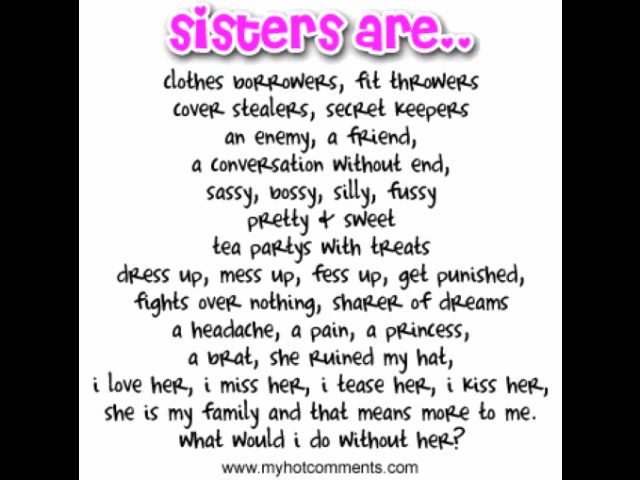 sisters are..
clothes borrowers, fit throwers
cover stealers, secret keepers
an enemy, a friend,
a conversation without end,
sassy, bossy, silly, fussy
pretty & sweet
tea partys with treats
dress up, mess up, fess up, get punished,
fights over nothing, sharer of dreams
a headache, a pain, a princess,
a brat, she ruined my hat,
i love her, i miss her, i tease her, i kiss her,
she is my family and that means more to me.
what would i do without her?
www.myhotcomments.com